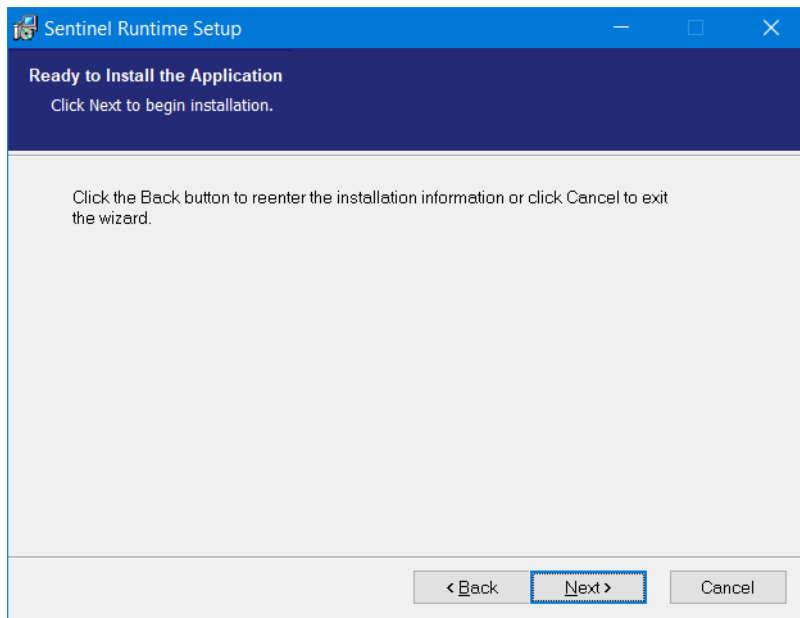 Sentinel Runtime Setup
Ready to Install the Application
Click Next to begin installation.
Click the Back button to reenter the installation information or click Cancel to exit
the wizard.
< Back
Next >
Cancel